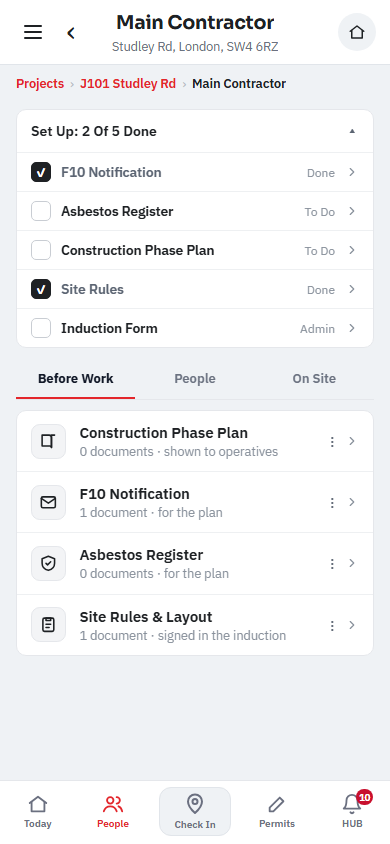 Main Contractor
Studley Rd, London, SW4 6RZ
Projects › J101 Studley Rd › Main Contractor
Set Up: 2 Of 5 Done
F10 Notification Done
Asbestos Register To Do
Construction Phase Plan To Do
Site Rules Done
Induction Form Admin
Before Work People On Site
Construction Phase Plan
0 documents · shown to operatives
F10 Notification
1 document · for the plan
Asbestos Register
0 documents · for the plan
Site Rules & Layout
1 document · signed in the induction
10
Today People Check In Permits HUB